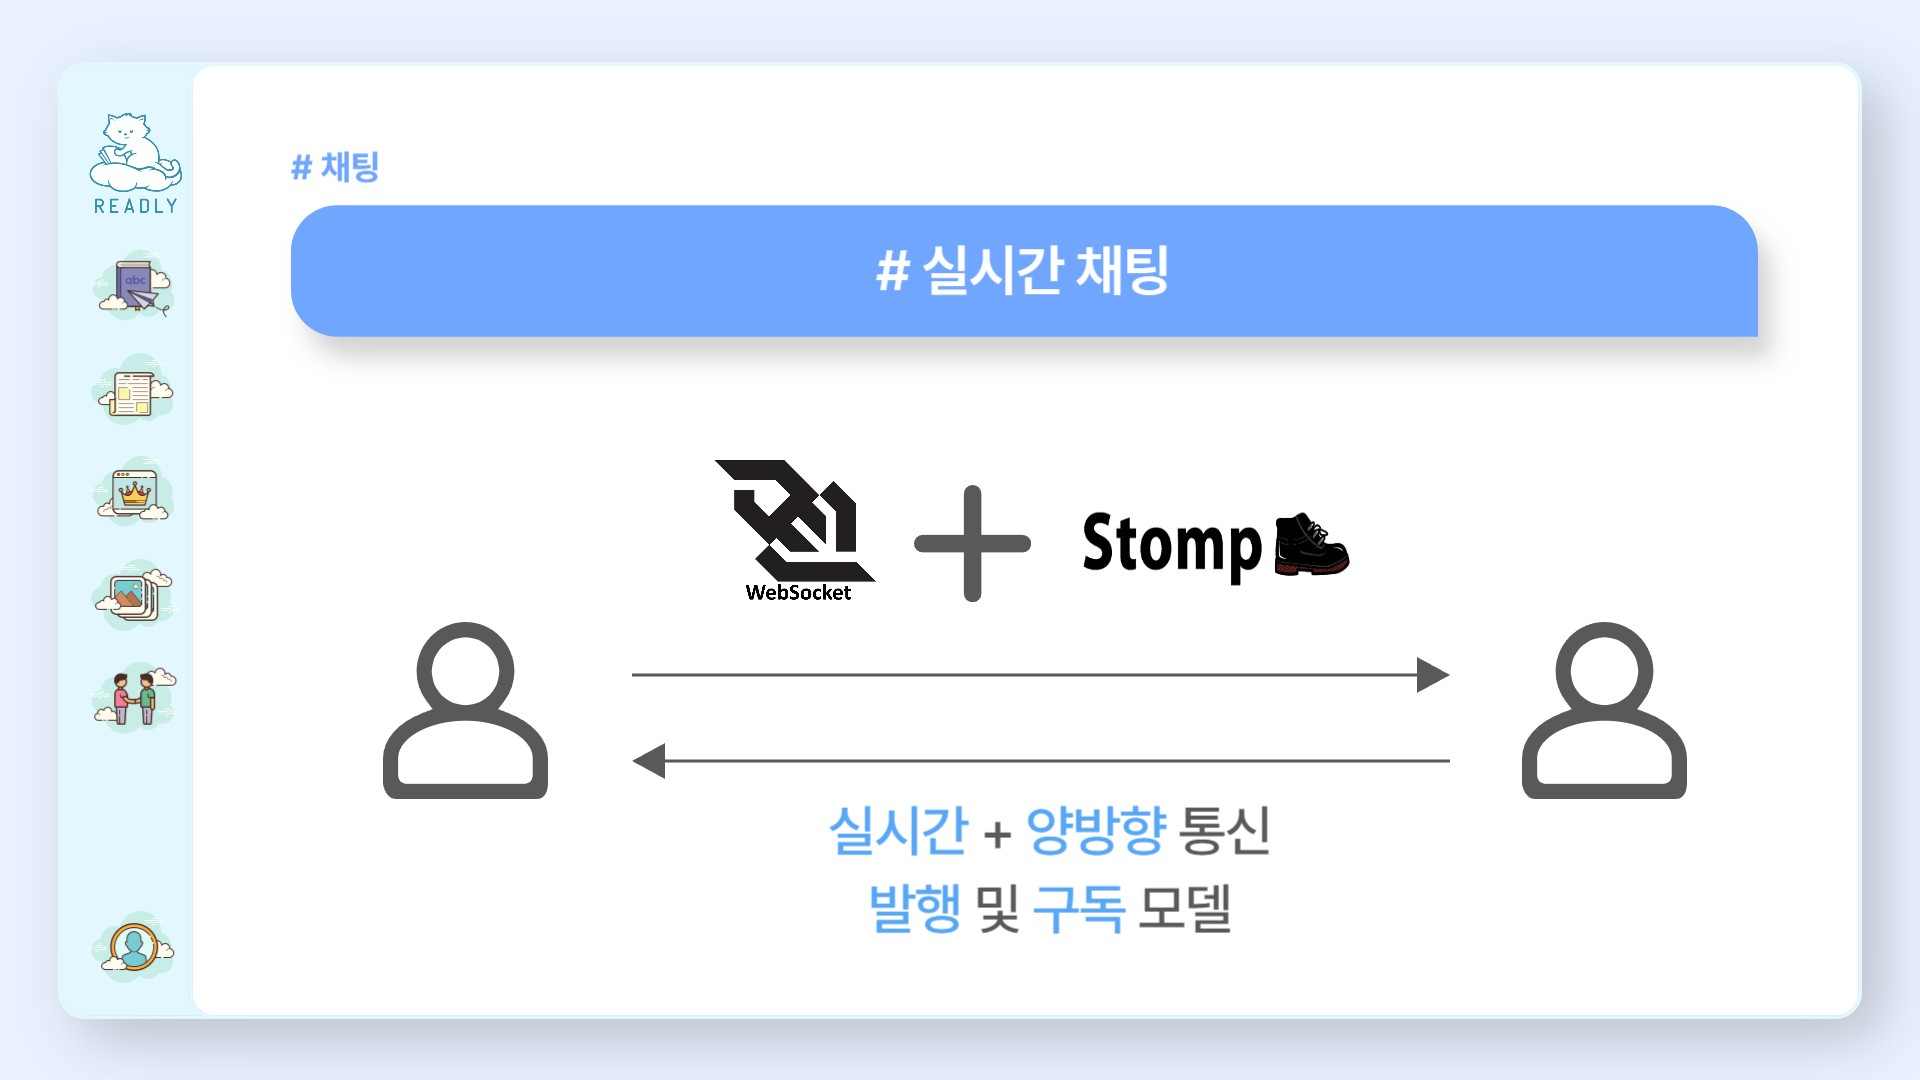 READLY
abc
# 채팅
# 실시간 채팅
WebSocket
Stomp
실시간 + 양방향 통신
발행 및 구독 모델